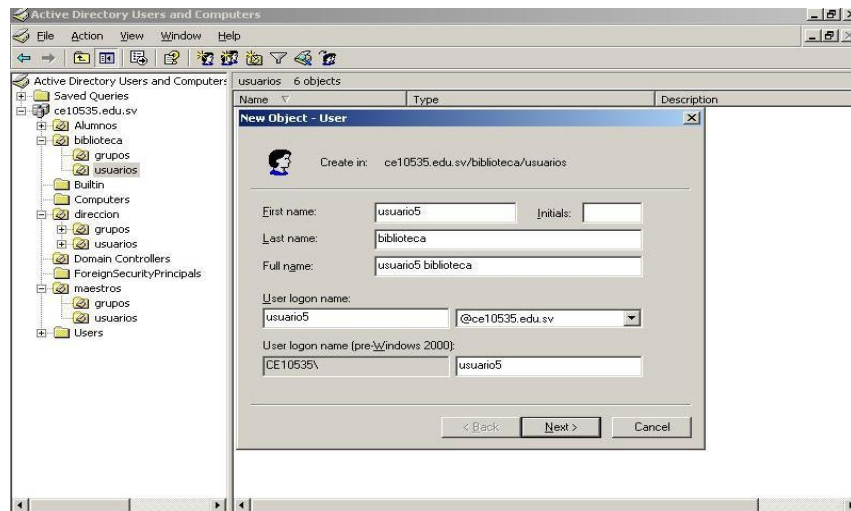 Active Directory Users and Computers
File Action View Window Help
Active Directory Users and Computers
Saved Queries
ce10535.edu.sv
Alumnos
biblioteca
grupos
usuarios
Builtin
Computers
direccion
grupos
usuarios
Domain Controllers
ForeignSecurityPrincipals
maestros
grupos
usuarios
Users
usuarios 6 objects
Name Type Description
New Object - User
Create in: ce10535.edu.sv/biblioteca/usuarios
First name: usuario5 Initials:
Last name: biblioteca
Full name: usuario5 biblioteca
User logon name:
usuario5 @ce10535.edu.sv
User logon name (pre-Windows 2000):
CE10535\ usuario5
< Back Next > Cancel